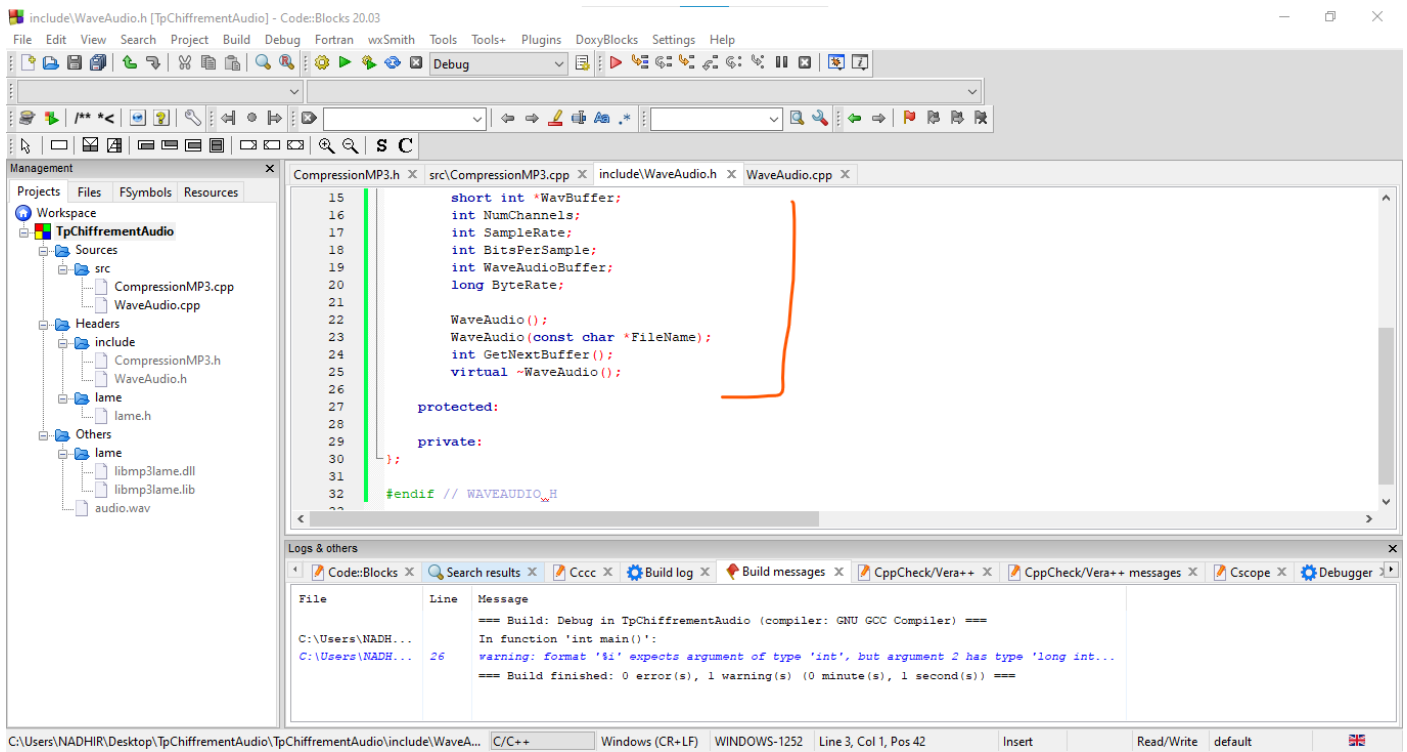 include\WaveAudio.h [TpChiffrementAudio] - Code::Blocks 20.03
File Edit View Search Project Build Debug Fortran wxSmith Tools Tools+ Plugins DoxyBlocks Settings Help
Debug
/** *<
Aa .*
S C
Management
Projects Files FSymbols Resources
Workspace
TpChiffrementAudio
Sources
src
CompressionMP3.cpp
WaveAudio.cpp
Headers
include
CompressionMP3.h
WaveAudio.h
lame
lame.h
Others
lame
libmp3lame.dll
libmp3lame.lib
audio.wav
CompressionMP3.h src\CompressionMP3.cpp include\WaveAudio.h WaveAudio.cpp
15 short int *WavBuffer;
16 int NumChannels;
17 int SampleRate;
18 int BitsPerSample;
19 int WaveAudioBuffer;
20 long ByteRate;
21
22 WaveAudio();
23 WaveAudio(const char *FileName);
24 int GetNextBuffer();
25 virtual ~WaveAudio();
26
27 protected:
28
29 private:
30 };
31
32 #endif // WAVEAUDIO_H
Logs & others
Code::Blocks Search results Cccc Build log Build messages CppCheck/Vera++ CppCheck/Vera++ messages Cscope Debugger
File Line Message
=== Build: Debug in TpChiffrementAudio (compiler: GNU GCC Compiler) ===
C:\Users\NADH... In function 'int main()':
C:\Users\NADH... 26 warning: format '%i' expects argument of type 'int', but argument 2 has type 'long int...
=== Build finished: 0 error(s), 1 warning(s) (0 minute(s), 1 second(s)) ===
C:\Users\NADHIR\Desktop\TpChiffrementAudio\TpChiffrementAudio\include\WaveA... C/C++ Windows (CR+LF) WINDOWS-1252 Line 3, Col 1, Pos 42 Insert Read/Write default